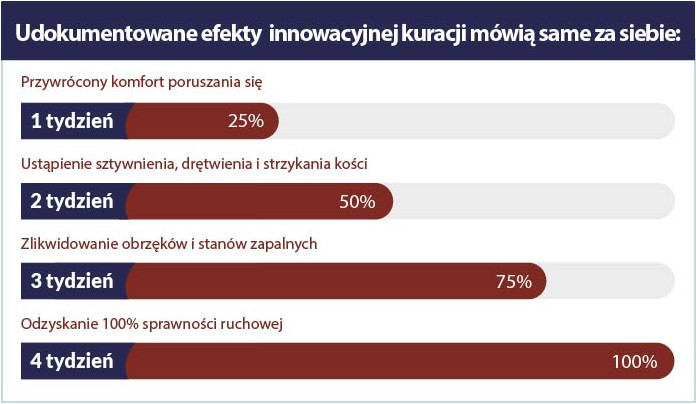 Udokumentowane efekty innowacyjnej kuracji mówią same za siebie:
Przywrócony komfort poruszania się
1 tydzień 25%
Ustąpienie sztywnienia, drętwienia i strzykania kości
2 tydzień 50%
Zlikwidowanie obrzęków i stanów zapalnych
3 tydzień 75%
Odzyskanie 100% sprawności ruchowej
4 tydzień 100%